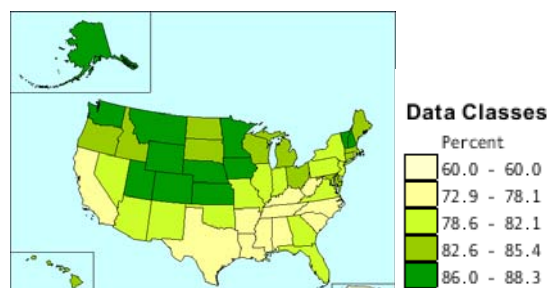 Data Classes
Percent
60.0 - 60.0
72.9 - 78.1
78.6 - 82.1
82.6 - 85.4
86.0 - 88.3